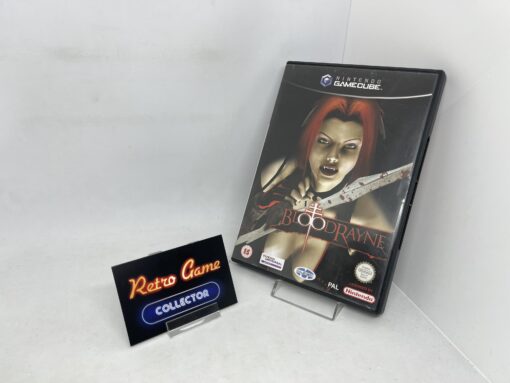 NINTENDO
GAMECUBE
BLOODRAYNE
15
PAL
Nintendo
Retro Game
COLLECTOR